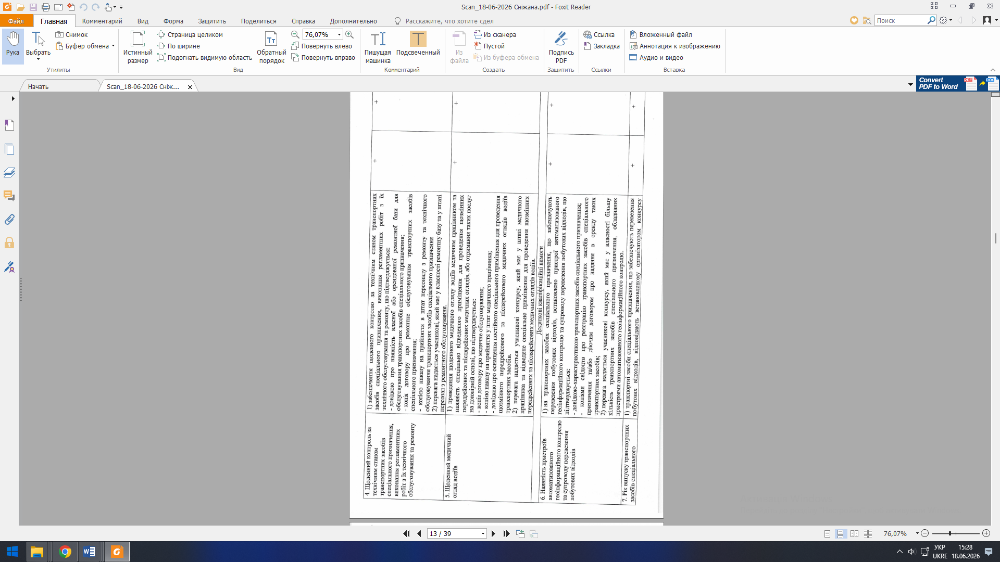 Scan_18-06-2026 Сніжана.pdf - Foxit Reader
Файл
Главная
Комментарий
Вид
Форма
Защитить
Поделиться
Справка
Дополнительно
Расскажите, что хотите сдел
Поиск
Рука
Выбрать
Снимок
Буфер обмена
Утилиты
Истинный размер
Страница целиком
По ширине
Подогнать видимую область
Обратный порядок
76,07%
Повернуть влево
Повернуть вправо
Вид
Пишущая машинка
Подсвеченный
Комментарий
Из файла
Из сканера
Пустой
Из буфера обмена
Создать
Подпись PDF
Защитить
Ссылка
Закладка
Ссылки
Вложенный файл
Аннотация к изображению
Аудио и видео
Вставка
Начать
Scan_18-06-2026 Сніж...
Convert
PDF to Word
4. Щоденний контроль за
технічним станом
транспортних засобів
спеціального призначення,
виконання регламентних
робіт з їх технічного
обслуговування та ремонту
1) забезпечення щоденного контролю за технічним станом транспортних
засобів спеціального призначення, виконання регламентних робіт з їх
технічного обслуговування та ремонту, що підтверджується:
- довідкою про наявність власної або орендованої ремонтної бази для
обслуговування транспортних засобів спеціального призначення;
- копія договору про ремонтне обслуговування транспортних засобів
спеціального призначення;
- копією наказу на прийняття в штат персоналу з ремонту та технічного
обслуговування транспортних засобів спеціального призначення
2) перевага надається учасникові, який має у власності ремонтну базу та у штаті
персонал з ремонтного обслуговування.
+
+
5. Щоденний медичний
огляд водіїв
1) проведення щоденного медичного огляду водіїв медичним працівником та
наявність спеціально відведеного приміщення для проведення щозмінних
передрейсових та післярейсових медичних оглядів, або отримання таких послуг
на договірній основі, що підтверджується:
- копії договору про медичне обслуговування;
- копією наказу на прийняття у штат медичного працівника;
- довідкою про оснащення постійного спеціального приміщення для проведення
щозмінного передрейсового та післярейсового медичних оглядів водіїв
транспортних засобів.
2) перевага надається учасникові конкурсу, який має у штаті медичного
працівника та відведене спеціальне приміщення для проведення щозмінних
передрейсових та післярейсових медичних оглядів водіїв.
+
+
Додаткові кваліфікаційні вимоги
6. Наявність пристроїв
автоматизованого
геоінформаційного контролю
та супроводу перевезення
побутових відходів
1) на транспортних засобах спеціального призначення, що забезпечують
перевезення побутових відходів, встановлено пристрої автоматизованого
геоінформаційного контролю та супроводу перевезення побутових відходів, що
підтверджується:
- довідкою-характеристикою транспортних засобів спеціального призначення;
- копіями свідоцтв про реєстрацію транспортних засобів спеціального
призначення та/або діючим договором про надання в оренду таких
транспортних засобів;
2) перевага надається учасникові конкурсу, який має у власності більшу
кількість транспортних засобів спеціального призначення, обладнаних
пристроями автоматизованого геоінформаційного контролю.
+
+
7. Рік випуску транспортних
засобів спеціального
1) транспортні засоби спеціального призначення, що забезпечують перевезення
побутових відходів, відповідають встановленому організатором конкурсу
+
+
13 / 39
76,07%
УКР
UKRE
15:28
18.06.2026